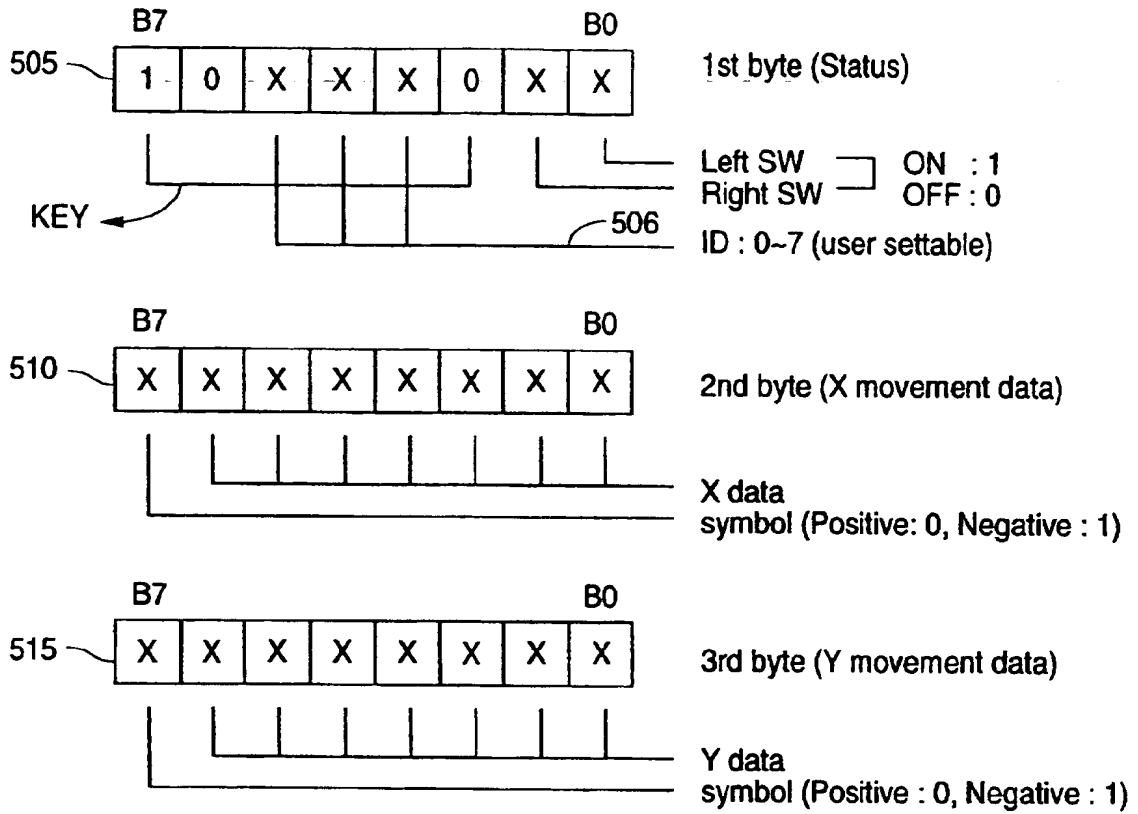 B7 B0
505 1 0 X X X 0 X X 1st byte (Status)
Left SW ON : 1
Right SW OFF : 0
KEY
506
ID : 0~7 (user settable)
B7 B0
510 X X X X X X X X 2nd byte (X movement data)
X data
symbol (Positive: 0, Negative : 1)
B7 B0
515 X X X X X X X X 3rd byte (Y movement data)
Y data
symbol (Positive : 0, Negative : 1)